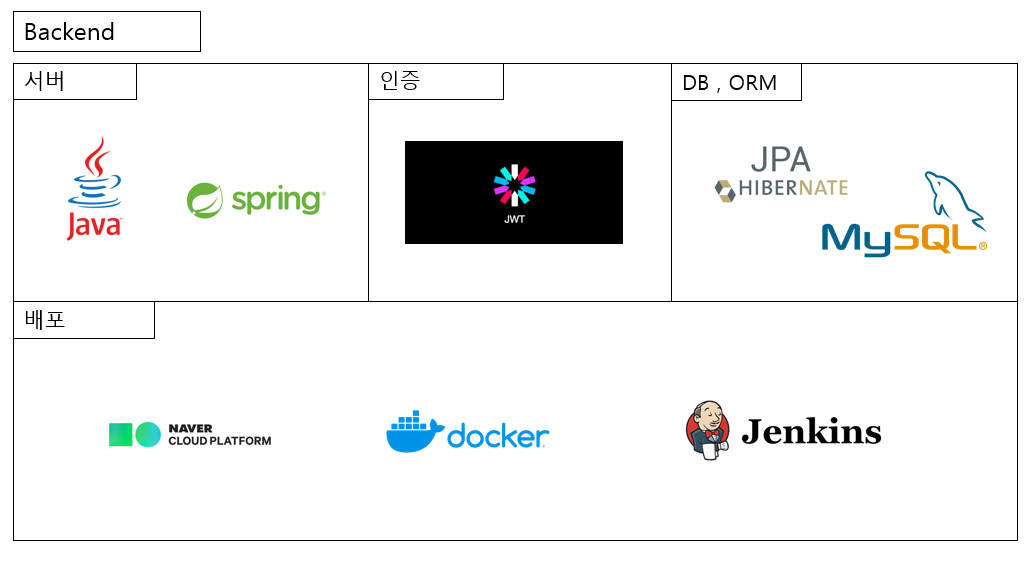 Backend
서버
인증
DB , ORM
Java
spring
JWT
JPA
HIBERNATE
MySQL
배포
NAVER
CLOUD PLATFORM
docker
Jenkins